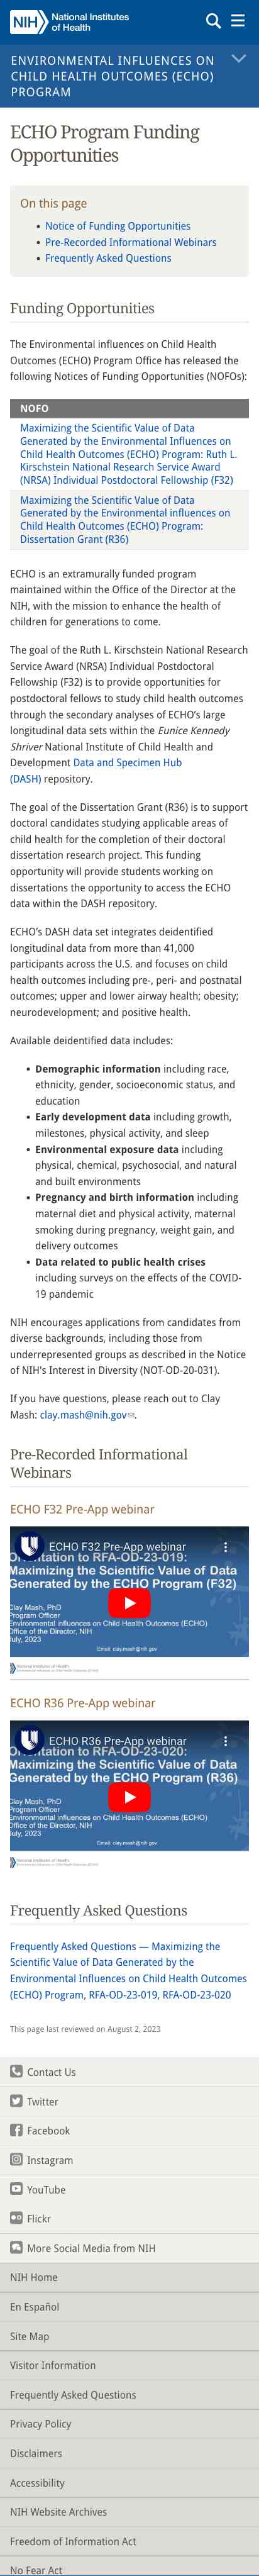 NIH National Institutes
of Health
ENVIRONMENTAL INFLUENCES ON
CHILD HEALTH OUTCOMES (ECHO)
PROGRAM
ECHO Program Funding
Opportunities
On this page
• Notice of Funding Opportunities
• Pre-Recorded Informational Webinars
• Frequently Asked Questions
Funding Opportunities
The Environmental influences on Child Health
Outcomes (ECHO) Program Office has released the
following Notices of Funding Opportunities (NOFOs):
NOFO
Maximizing the Scientific Value of Data
Generated by the Environmental Influences on
Child Health Outcomes (ECHO) Program: Ruth L.
Kirschstein National Research Service Award
(NRSA) Individual Postdoctoral Fellowship (F32)
Maximizing the Scientific Value of Data
Generated by the Environmental influences on
Child Health Outcomes (ECHO) Program:
Dissertation Grant (R36)
ECHO is an extramurally funded program
maintained within the Office of the Director at the
NIH, with the mission to enhance the health of
children for generations to come.
The goal of the Ruth L. Kirschstein National Research
Service Award (NRSA) Individual Postdoctoral
Fellowship (F32) is to provide opportunities for
postdoctoral fellows to study child health outcomes
through the secondary analyses of ECHO's large
longitudinal data sets within the Eunice Kennedy
Shriver National Institute of Child Health and
Development Data and Specimen Hub
(DASH) repository.
The goal of the Dissertation Grant (R36) is to support
doctoral candidates studying applicable areas of
child health for the completion of their doctoral
dissertation research project. This funding
opportunity will provide students working on
dissertations the opportunity to access the ECHO
data within the DASH repository.
ECHO's DASH data set integrates deidentified
longitudinal data from more than 41,000
participants across the U.S. and focuses on child
health outcomes including pre-, peri- and postnatal
outcomes; upper and lower airway health; obesity;
neurodevelopment; and positive health.
Available deidentified data includes:
• Demographic information including race,
ethnicity, gender, socioeconomic status, and
education
• Early development data including growth,
milestones, physical activity, and sleep
• Environmental exposure data including
physical, chemical, psychosocial, and natural
and built environments
• Pregnancy and birth information including
maternal diet and physical activity, maternal
smoking during pregnancy, weight gain, and
delivery outcomes
• Data related to public health crises
including surveys on the effects of the COVID-
19 pandemic
NIH encourages applications from candidates from
diverse backgrounds, including those from
underrepresented groups as described in the Notice
of NIH's Interest in Diversity (NOT-OD-20-031).
If you have questions, please reach out to Clay
Mash: clay.mash@nih.gov.
Pre-Recorded Informational
Webinars
ECHO F32 Pre-App webinar
ECHO F32 Pre-App webinar
Orientation to RFA-OD-23-019:
Maximizing the Scientific Value of Data
Generated by the ECHO Program (F32)
Clay Mash, PhD
Program Officer
Environmental influences on Child Health Outcomes (ECHO)
Office of the Director, NIH
July, 2023
Email: clay.mash@nih.gov
National Institutes of Health
ECHO R36 Pre-App webinar
ECHO R36 Pre-App webinar
Orientation to RFA-OD-23-020:
Maximizing the Scientific Value of Data
Generated by the ECHO Program (R36)
Clay Mash, PhD
Program Officer
Environmental influences on Child Health Outcomes (ECHO)
Office of the Director, NIH
July, 2023
Email: clay.mash@nih.gov
National Institutes of Health
Frequently Asked Questions
Frequently Asked Questions — Maximizing the
Scientific Value of Data Generated by the
Environmental Influences on Child Health Outcomes
(ECHO) Program, RFA-OD-23-019, RFA-OD-23-020
This page last reviewed on August 2, 2023
Contact Us
Twitter
Facebook
Instagram
YouTube
Flickr
More Social Media from NIH
NIH Home
En Español
Site Map
Visitor Information
Frequently Asked Questions
Privacy Policy
Disclaimers
Accessibility
NIH Website Archives
Freedom of Information Act
No Fear Act